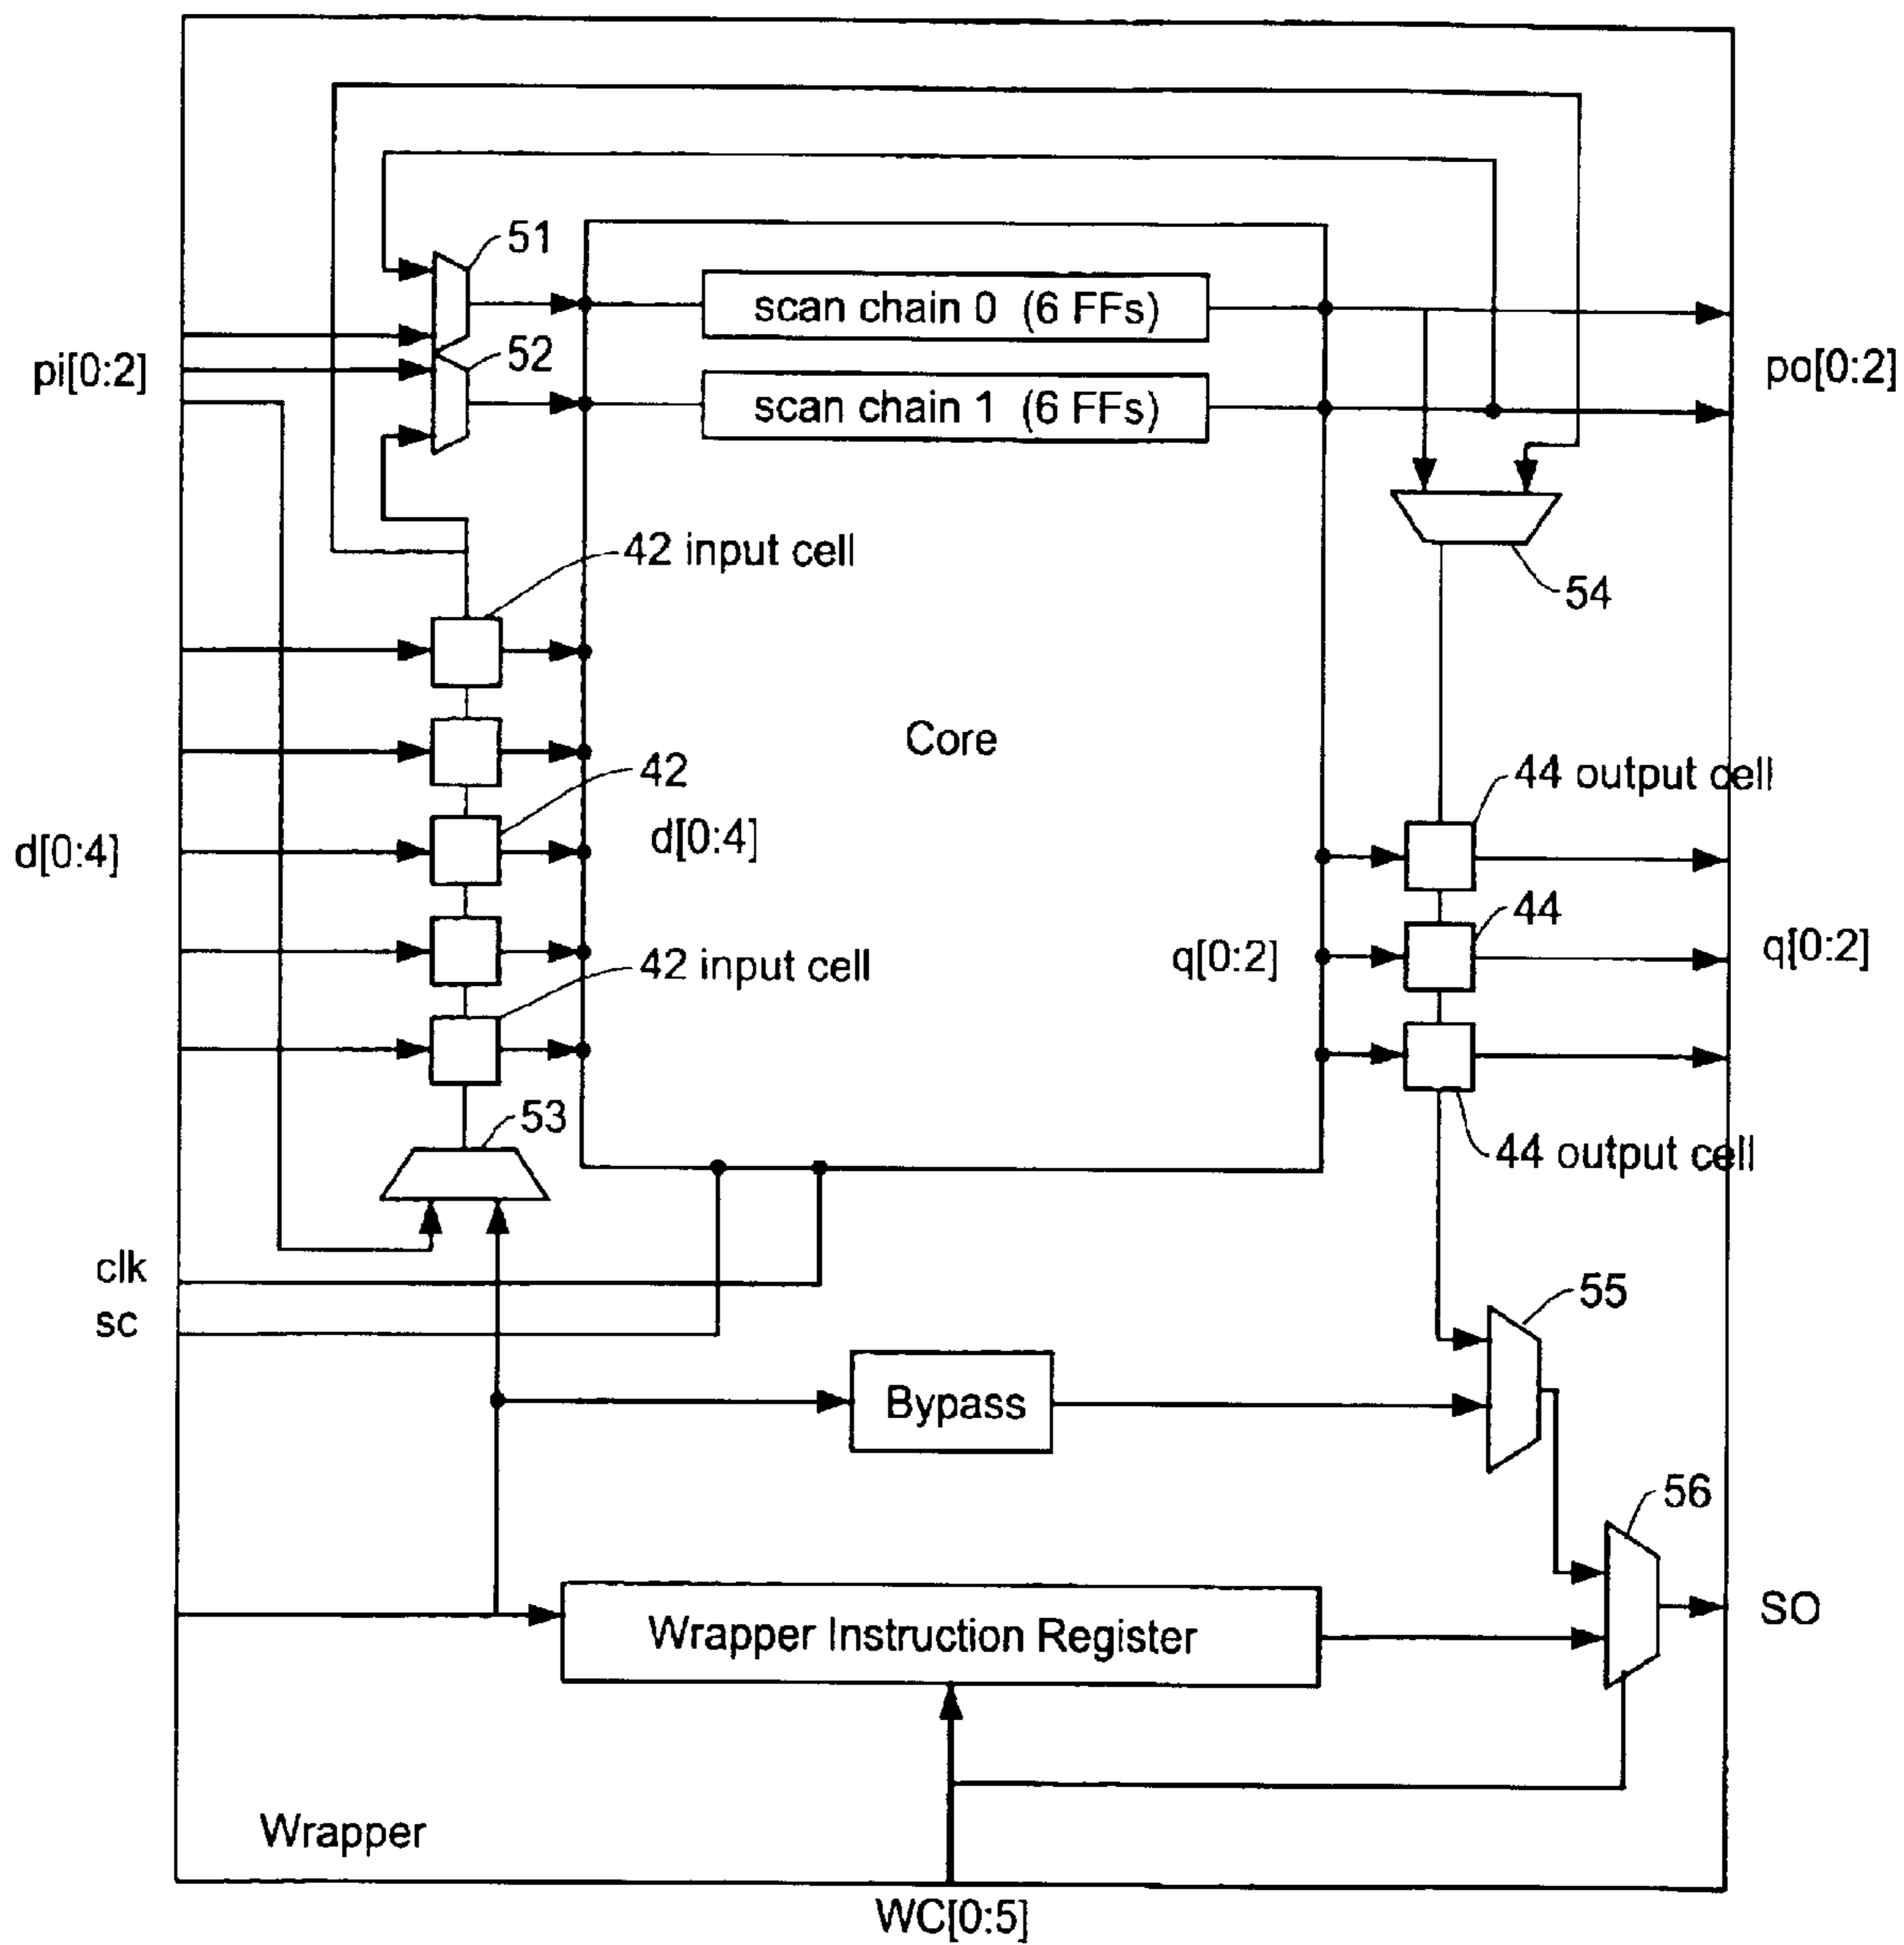 51
scan chain 0 (6 FFs)
52
pi[0:2]
po[0:2]
scan chain 1 (6 FFs)
42 input cell
54
Core
42
44 output cell
d[0:4]
d[0:4]
44
q[0:2]
q[0:2]
42 input cell
53
44 output cell
clk
sc
55
Bypass
56
Wrapper Instruction Register
SO
Wrapper
WC[0:5]